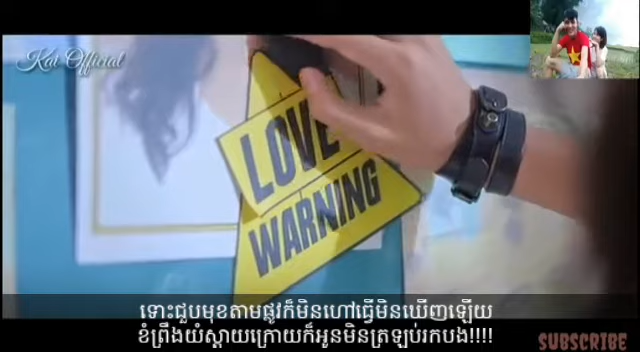 Kai Official
LOVE
WARNING
ទោះជួបមុខតាមផ្លូវក៏មិនហៅធ្វើមិនឃើញឡើយ
ខំព្រឹងយំស្ដាយក្រោយក៏អូនមិនត្រឡប់រកបង!!!!
SUBSCRIBE